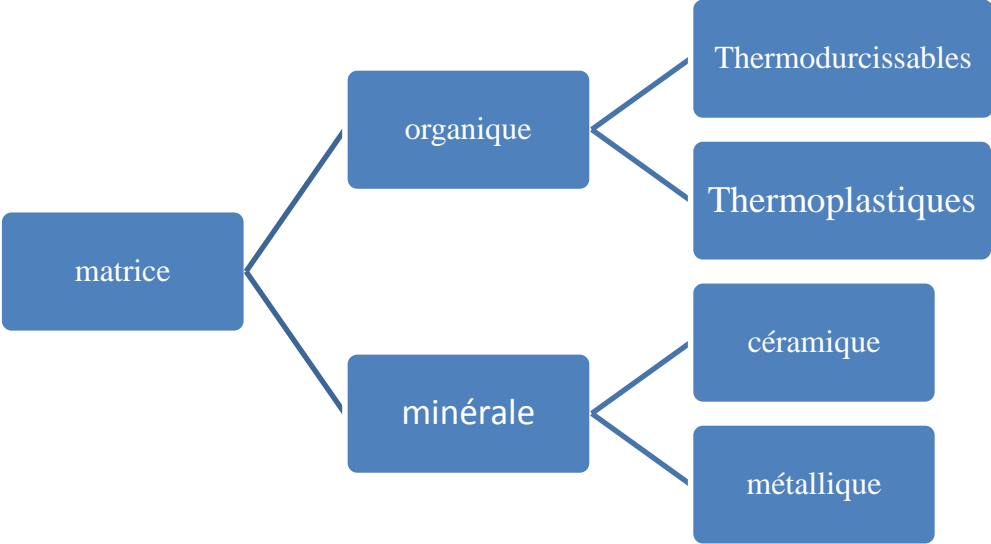 matrice
organique
Thermodurcissables
Thermoplastiques
minérale
céramique
métallique